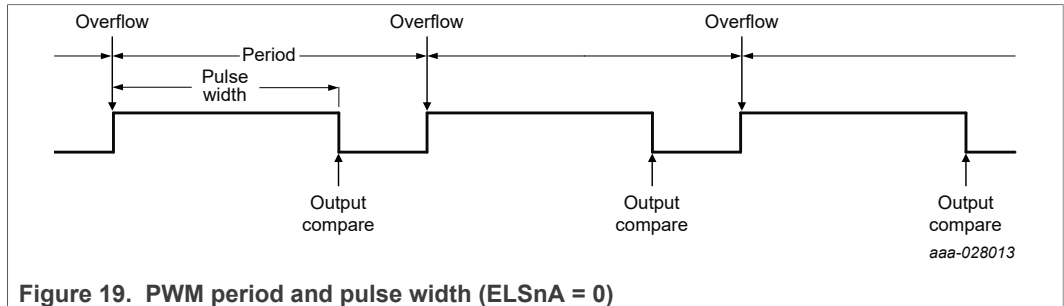 Overflow Overflow Overflow
Period
Pulse
width
Output Output Output
compare compare compare
aaa-028013
Figure 19. PWM period and pulse width (ELSnA = 0)